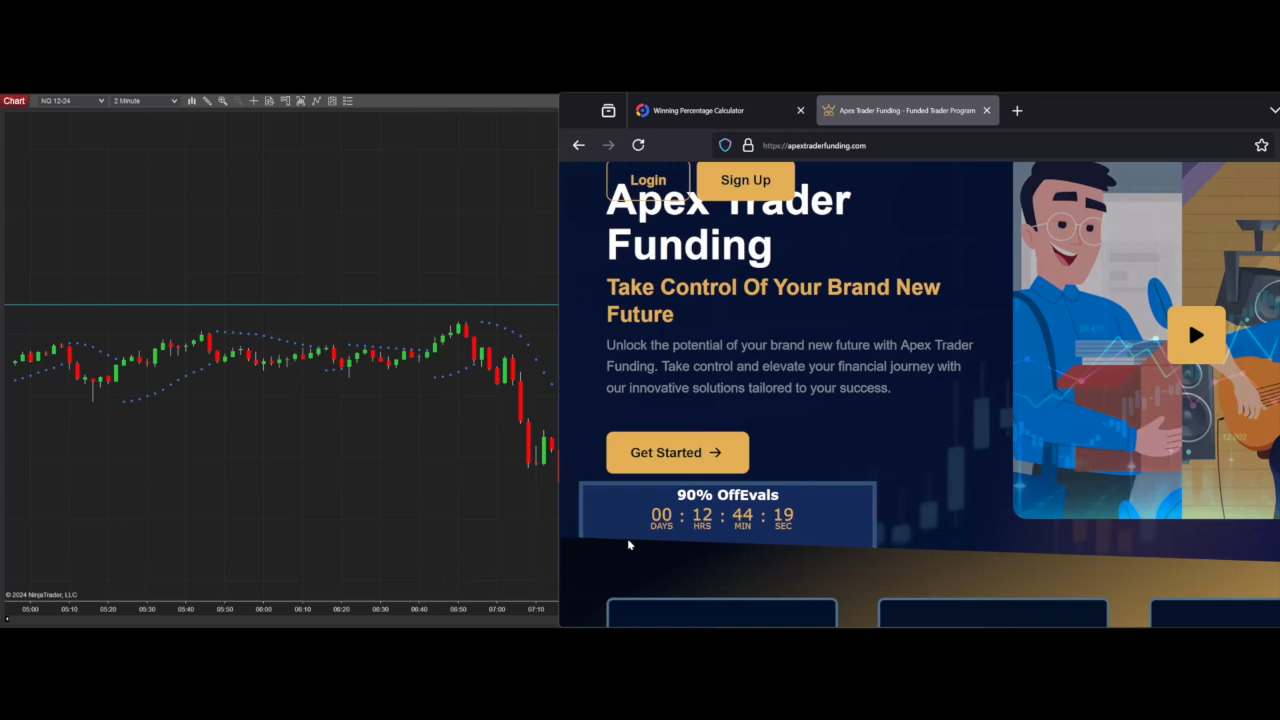 Chart
NQ 12-24
2 Minute
© 2024 NinjaTrader, LLC
05:00
05:10
05:20
05:30
05:40
05:50
06:00
06:10
06:20
06:30
06:40
06:50
07:00
07:10
Winning Percentage Calculator
Apex Trader Funding - Funded Trader Program
https://apextraderfunding.com
Login
Sign Up
Apex Trader
Funding
Take Control Of Your Brand New
Future
Unlock the potential of your brand new future with Apex Trader
Funding. Take control and elevate your financial journey with
our innovative solutions tailored to your success.
Get Started
90% OffEvals
00 : 12 : 44 : 19
DAYS HRS MIN SEC